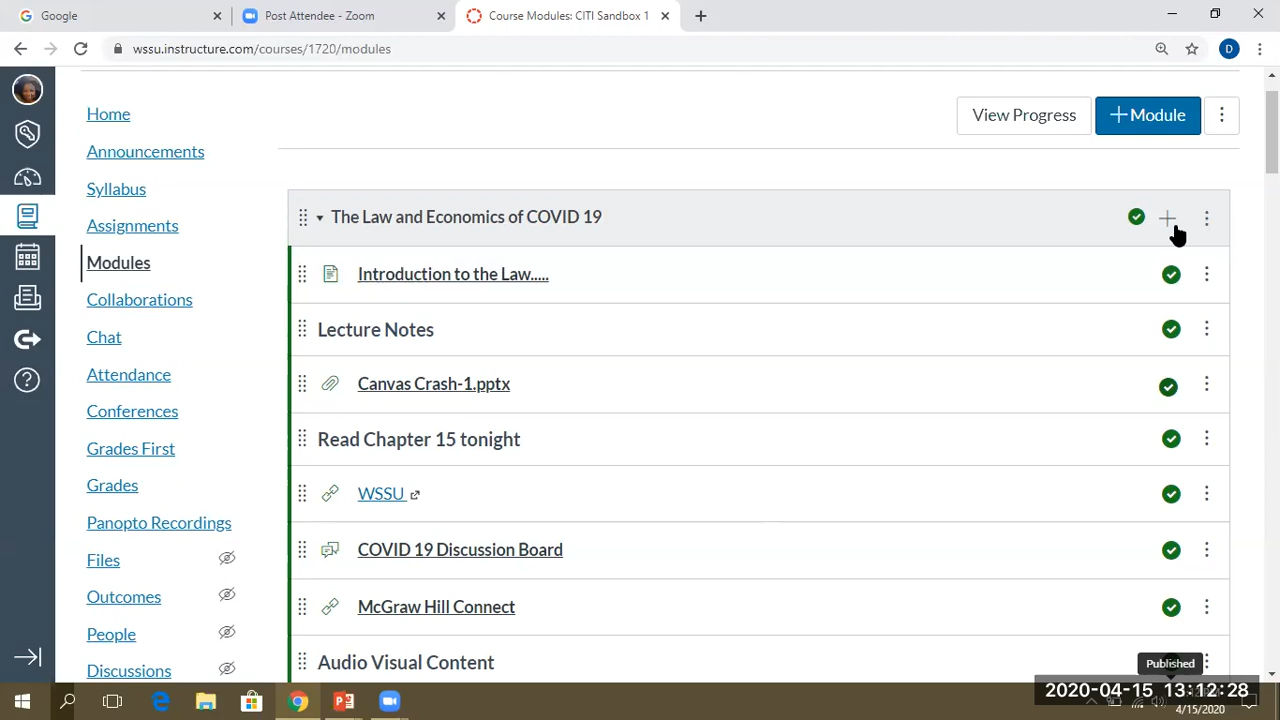 Google
Post Attendee - Zoom
Course Modules: CITI Sandbox 1
wssu.instructure.com/courses/1720/modules
D
Home
Announcements
Syllabus
Assignments
Modules
Collaborations
Chat
Attendance
Conferences
Grades First
Grades
Panopto Recordings
Files
Outcomes
People
Discussions
View Progress
+Module
The Law and Economics of COVID 19
Introduction to the Law.....
Lecture Notes
Canvas Crash-1.pptx
Read Chapter 15 tonight
WSSU
COVID 19 Discussion Board
McGraw Hill Connect
Audio Visual Content
Published
2020-04-15 13:12:28
4/15/2020